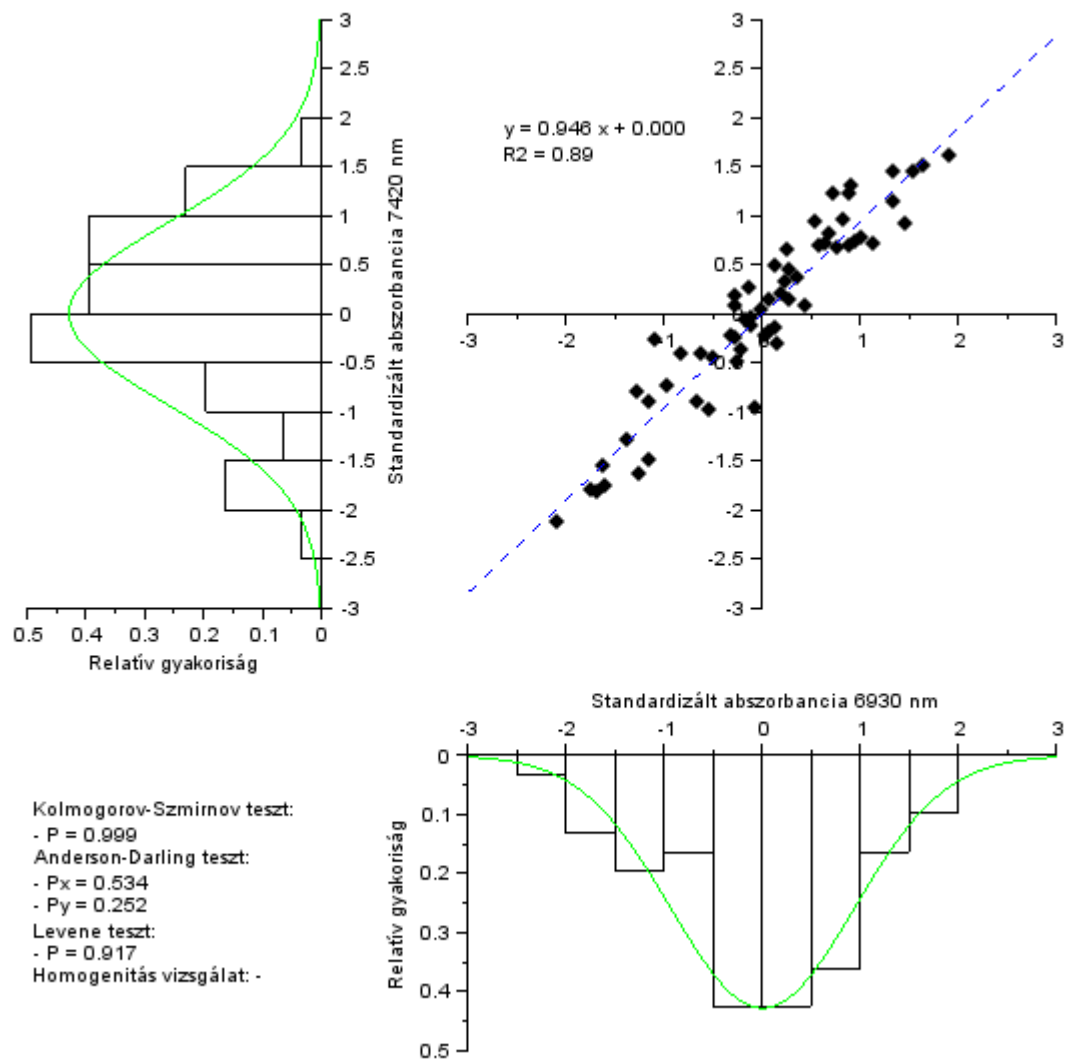 3
2.5
2
1.5
1
0.5
0
-0.5
-1
-1.5
-2
-2.5
-3
Standardizált abszorbancia 7420 nm
0.5 0.4 0.3 0.2 0.1 0
Relatív gyakoriság
y = 0.946 x + 0.000
R2 = 0.89
3
2.5
2
1.5
1
0.5
0
-3 -2 -1 0 1 2 3
0.5
-1
-1.5
-2
-2.5
-3
Standardizált abszorbancia 6930 nm
-3 -2 -1 0 1 2 3
0
0.1
0.2
0.3
0.4
0.5
Relatív gyakoriság
Kolmogorov-Szmirnov teszt:
- P = 0.999
Anderson-Darling teszt:
- Px = 0.534
- Py = 0.252
Levene teszt:
- P = 0.917
Homogenitás vizsgálat: -